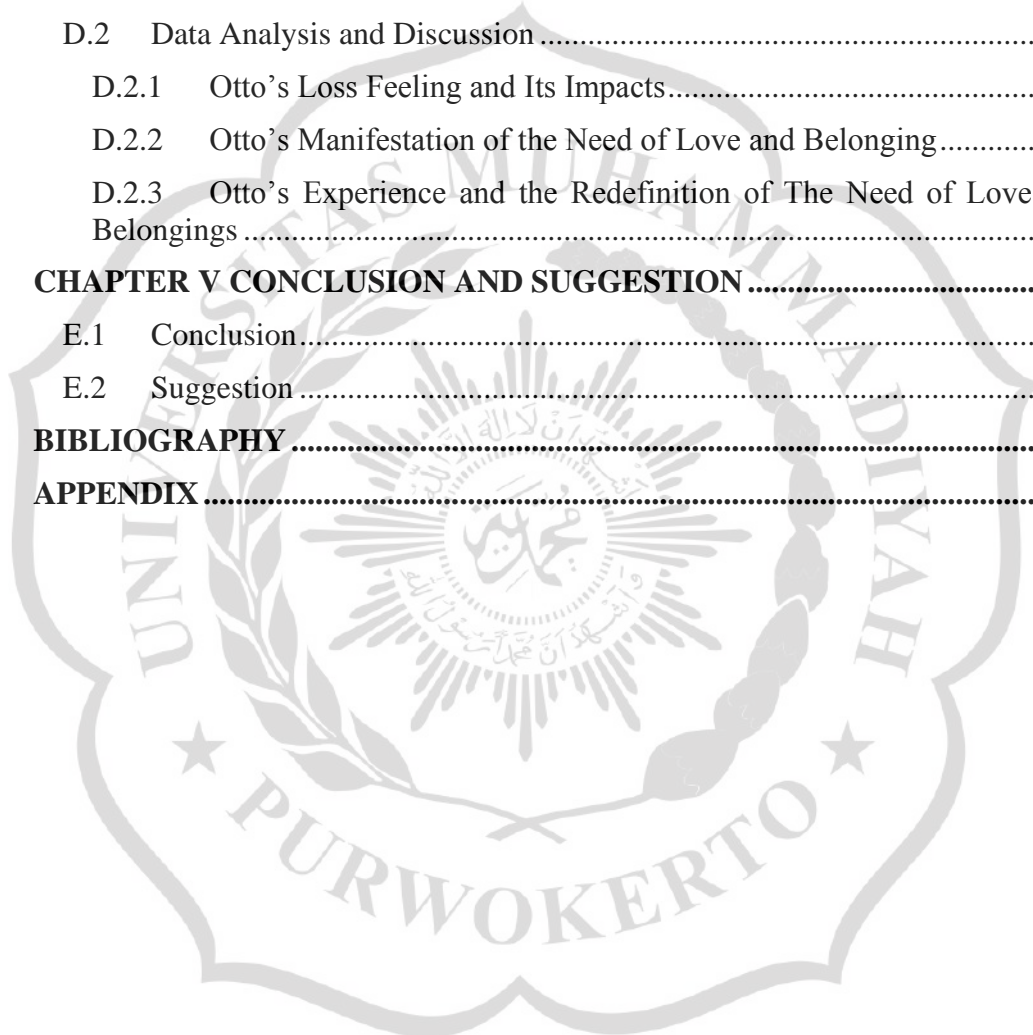 D.2 Data Analysis and Discussion ....................................................................
D.2.1 Otto’s Loss Feeling and Its Impacts.....................................................
D.2.2 Otto’s Manifestation of the Need of Love and Belonging............
D.2.3 Otto’s Experience and the Redefinition of The Need of Love
Belongings .........................................................................................................
CHAPTER V CONCLUSION AND SUGGESTION ....................................
E.1 Conclusion..................................................................................................
E.2 Suggestion ..................................................................................................
BIBLIOGRAPHY ................................................................................................
APPENDIX ..........................................................................................................
UNIVERSITAS MUHAMMADIYAH
PURWOKERTO